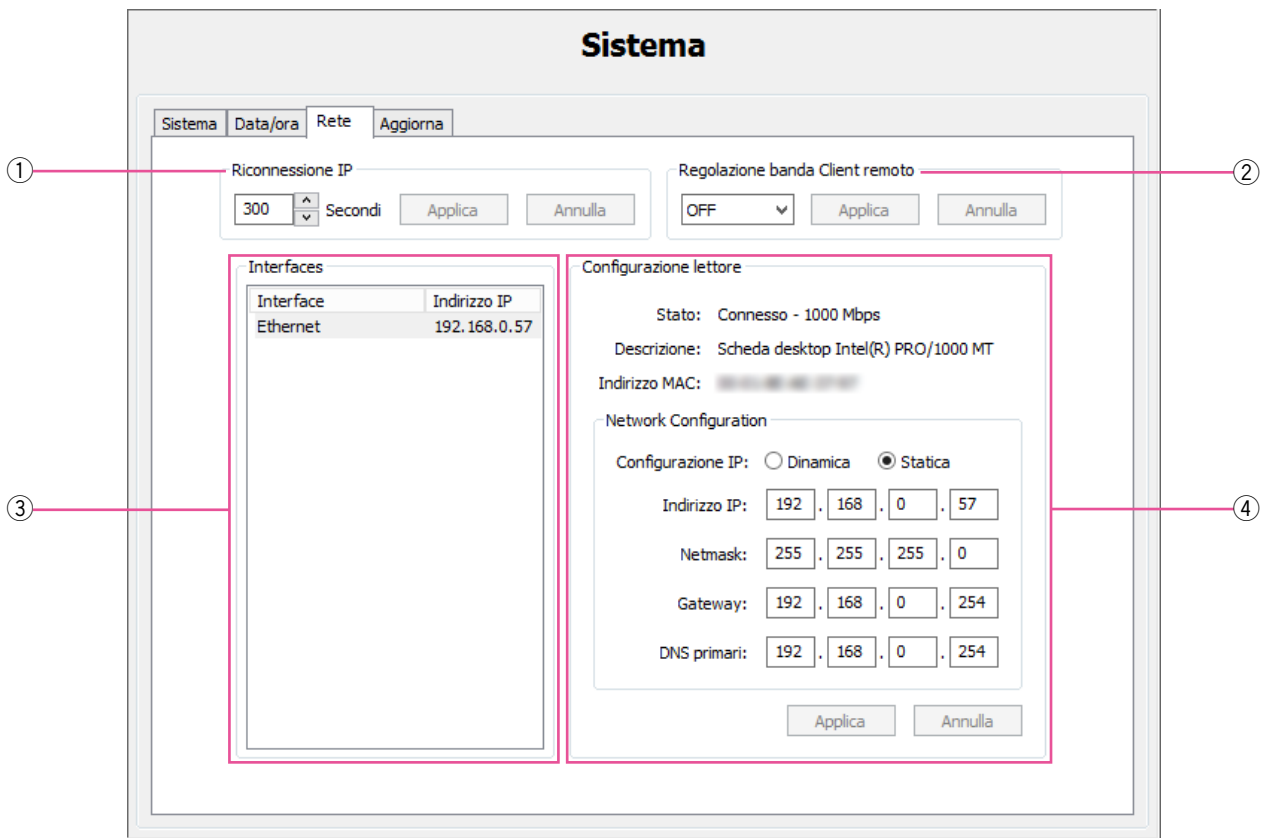 Sistema
Sistema Data/ora Rete Aggiorna
① Riconnessione IP
300 Secondi Applica Annulla
Regolazione banda Client remoto ②
OFF Applica Annulla
③ Interfaces
Interface Indirizzo IP
Ethernet 192.168.0.57
Configurazione lettore ④
Stato: Connesso - 1000 Mbps
Descrizione: Scheda desktop Intel(R) PRO/1000 MT
Indirizzo MAC:
Network Configuration
Configurazione IP: Dinamica Statica
Indirizzo IP: 192 . 168 . 0 . 57
Netmask: 255 . 255 . 255 . 0
Gateway: 192 . 168 . 0 . 254
DNS primari: 192 . 168 . 0 . 254
Applica Annulla